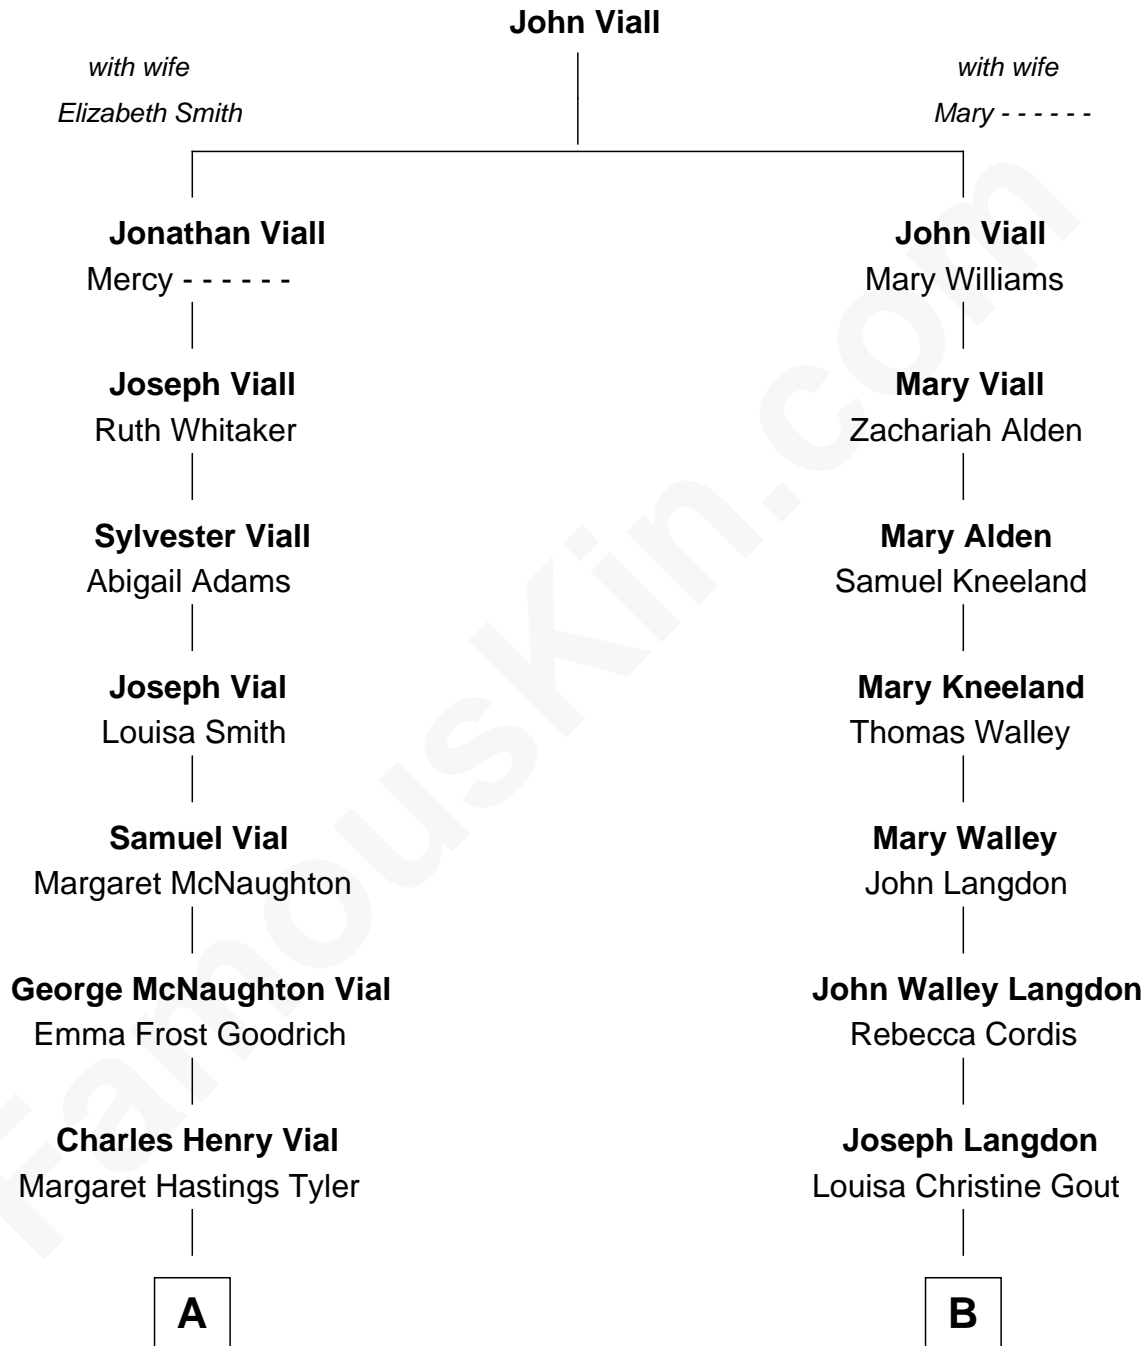 John Viall
with wife
Elizabeth Smith
with wife
Mary - - - - - -
Jonathan Viall
Mercy - - - - - -
John Viall
Mary Williams
Joseph Viall
Ruth Whitaker
Mary Viall
Zachariah Alden
Sylvester Viall
Abigail Adams
Mary Alden
Samuel Kneeland
Joseph Vial
Louisa Smith
Mary Kneeland
Thomas Walley
Samuel Vial
Margaret McNaughton
Mary Walley
John Langdon
George McNaughton Vial
Emma Frost Goodrich
John Walley Langdon
Rebecca Cordis
Charles Henry Vial
Margaret Hastings Tyler
Joseph Langdon
Louisa Christine Gout
A
B
FamousKin.com